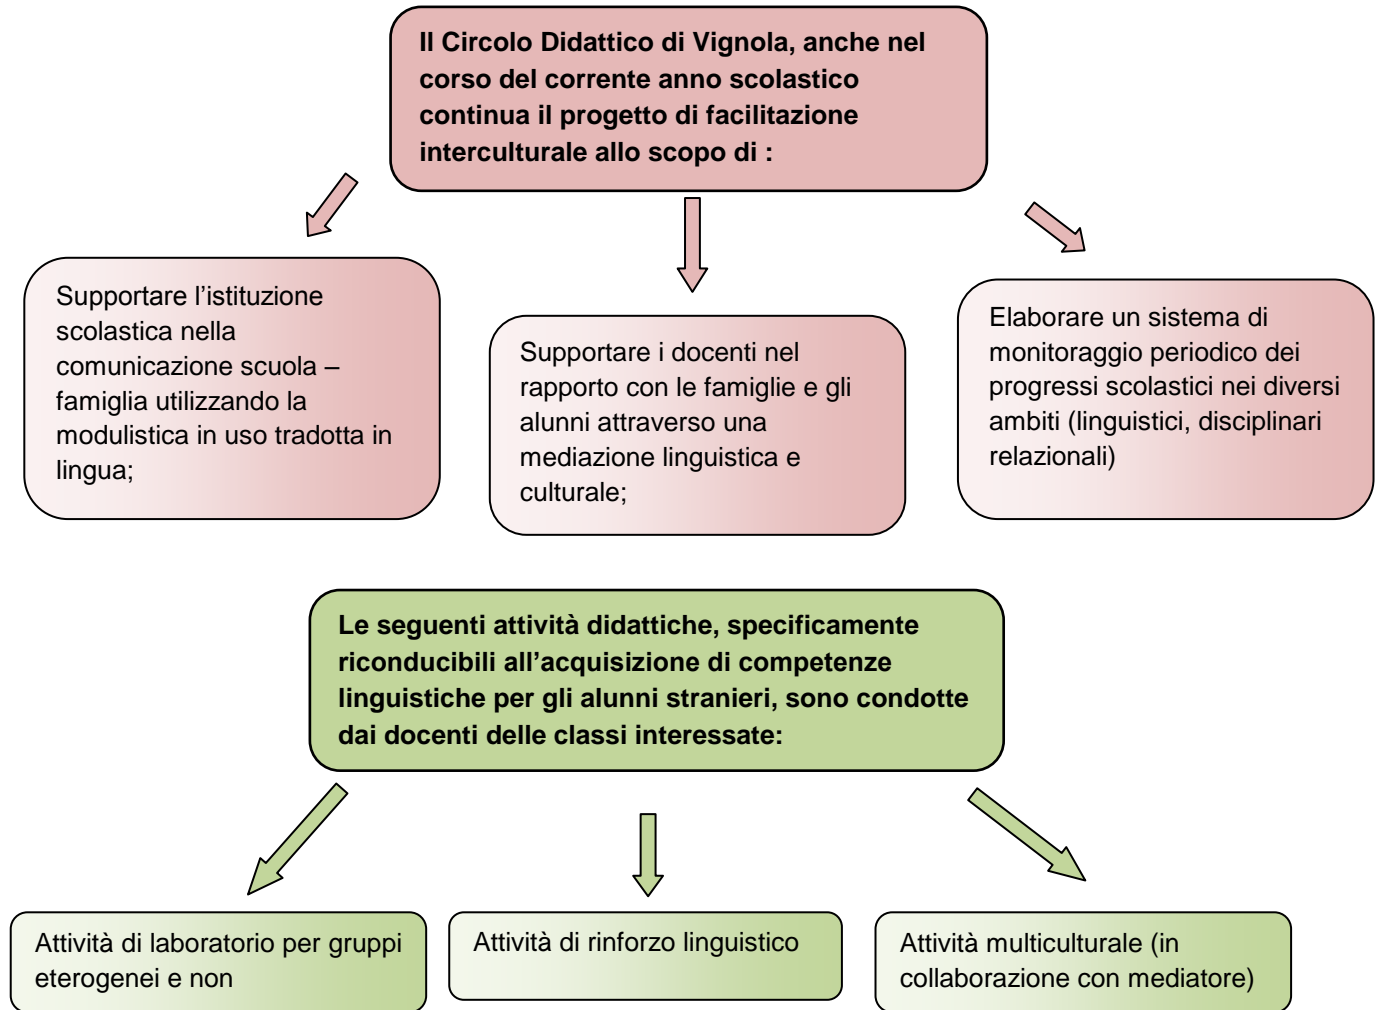 Il Circolo Didattico di Vignola, anche nel
corso del corrente anno scolastico
continua il progetto di facilitazione
interculturale allo scopo di :
Supportare l’istituzione
scolastica nella
comunicazione scuola –
famiglia utilizzando la
modulistica in uso tradotta in
lingua;
Supportare i docenti nel
rapporto con le famiglie e gli
alunni attraverso una
mediazione linguistica e
culturale;
Elaborare un sistema di
monitoraggio periodico dei
progressi scolastici nei diversi
ambiti (linguistici, disciplinari
relazionali)
Le seguenti attività didattiche, specificamente
riconducibili all’acquisizione di competenze
linguistiche per gli alunni stranieri, sono condotte
dai docenti delle classi interessate:
Attività di laboratorio per gruppi
eterogenei e non
Attività di rinforzo linguistico
Attività multiculturale (in
collaborazione con mediatore)